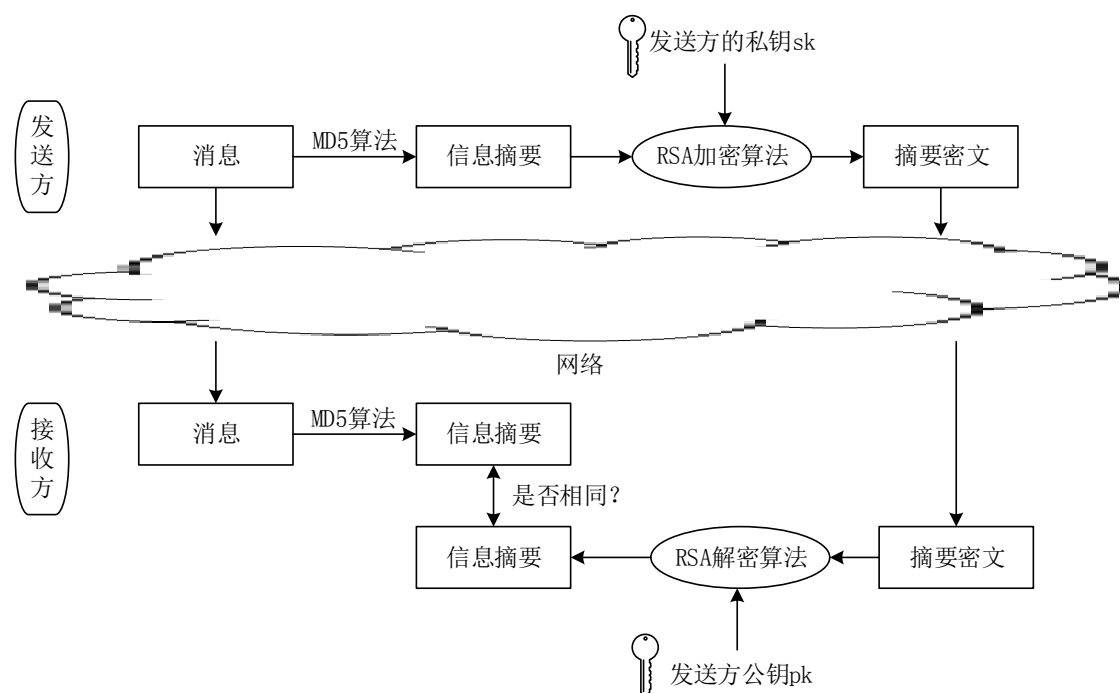 发送方的私钥sk
发送方
消息
MD5算法
信息摘要
RSA加密算法
摘要密文
网络
接收方
消息
MD5算法
信息摘要
是否相同?
信息摘要
RSA解密算法
摘要密文
发送方公钥pk